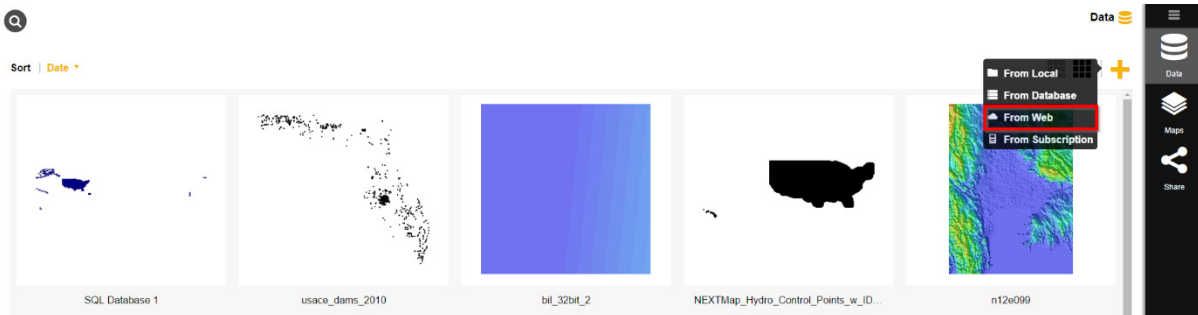 Data
Sort | Date
From Local
From Database
From Web
From Subscription
Data
Maps
Share
SQL Database 1
usace_dams_2010
bil_32bit_2
NEXTMap_Hydro_Control_Points_w_ID...
n12e099